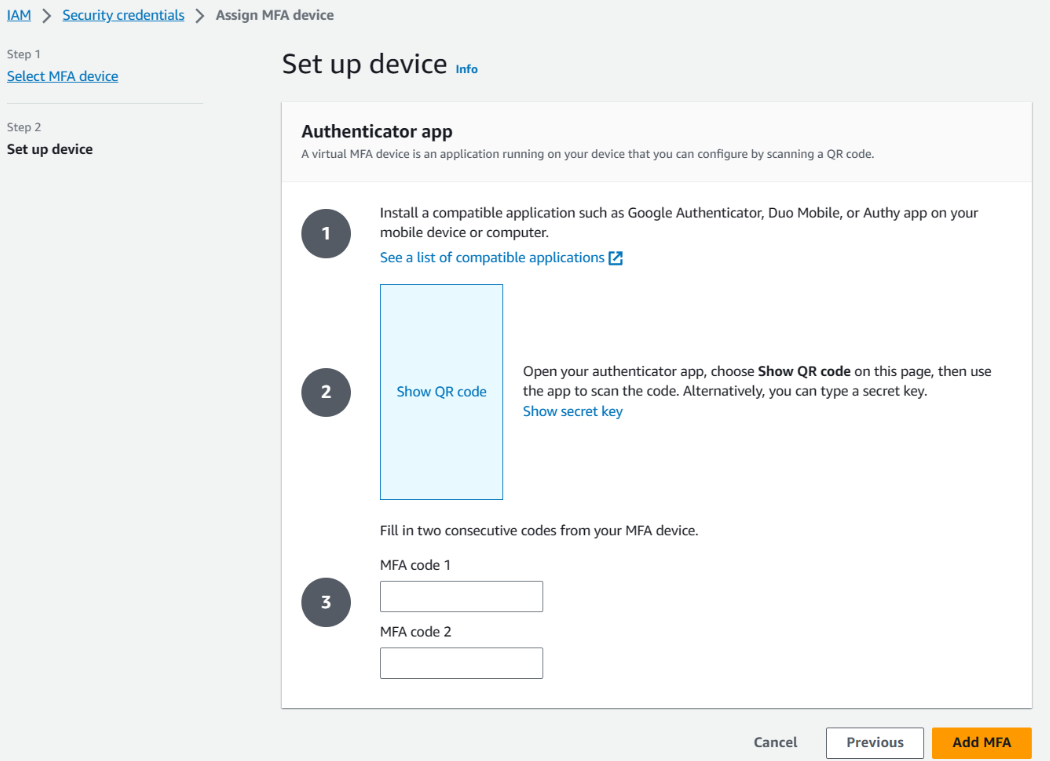 IAM > Security credentials > Assign MFA device
Step 1
Select MFA device
Step 2
Set up device
Set up device Info
Authenticator app
A virtual MFA device is an application running on your device that you can configure by scanning a QR code.
1
Install a compatible application such as Google Authenticator, Duo Mobile, or Authy app on your
mobile device or computer.
See a list of compatible applications
2
Show QR code
Open your authenticator app, choose Show QR code on this page, then use
the app to scan the code. Alternatively, you can type a secret key.
Show secret key
3
Fill in two consecutive codes from your MFA device.
MFA code 1
MFA code 2
Cancel Previous Add MFA